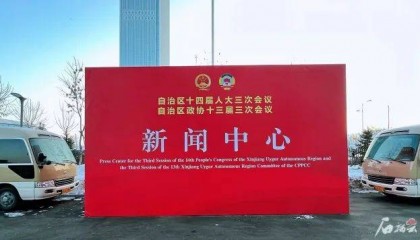 自治区十四届人大三次会议
自治区政协十三届三次会议
新闻中心
Press Center for the Third Session of the 14th People's Congress of the Xinjiang Uygur Autonomous Region and
the Third Session of the 13th Xinjiang Uygur Autonomous Region Committee of the CPPCC